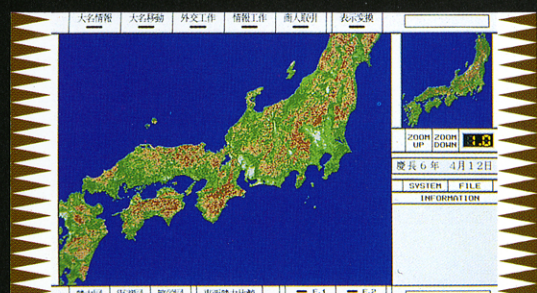 大名情報 大名移動 外交工作 情報工作 商人取引 表示変換
ZOOM UP ZOOM DOWN 1.0
慶長6年 4月12日
SYSTEM FILE
INFORMATION
F-1 F-2